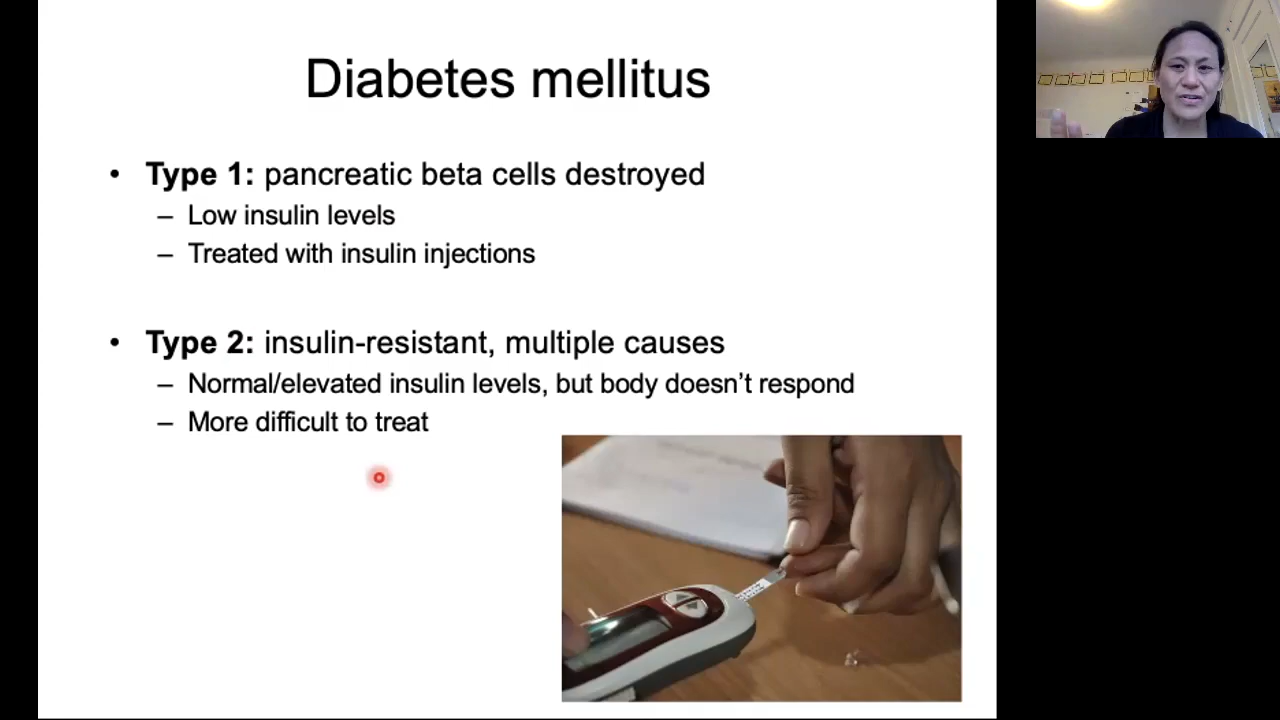 Diabetes mellitus
• Type 1: pancreatic beta cells destroyed
– Low insulin levels
– Treated with insulin injections
• Type 2: insulin-resistant, multiple causes
– Normal/elevated insulin levels, but body doesn’t respond
– More difficult to treat